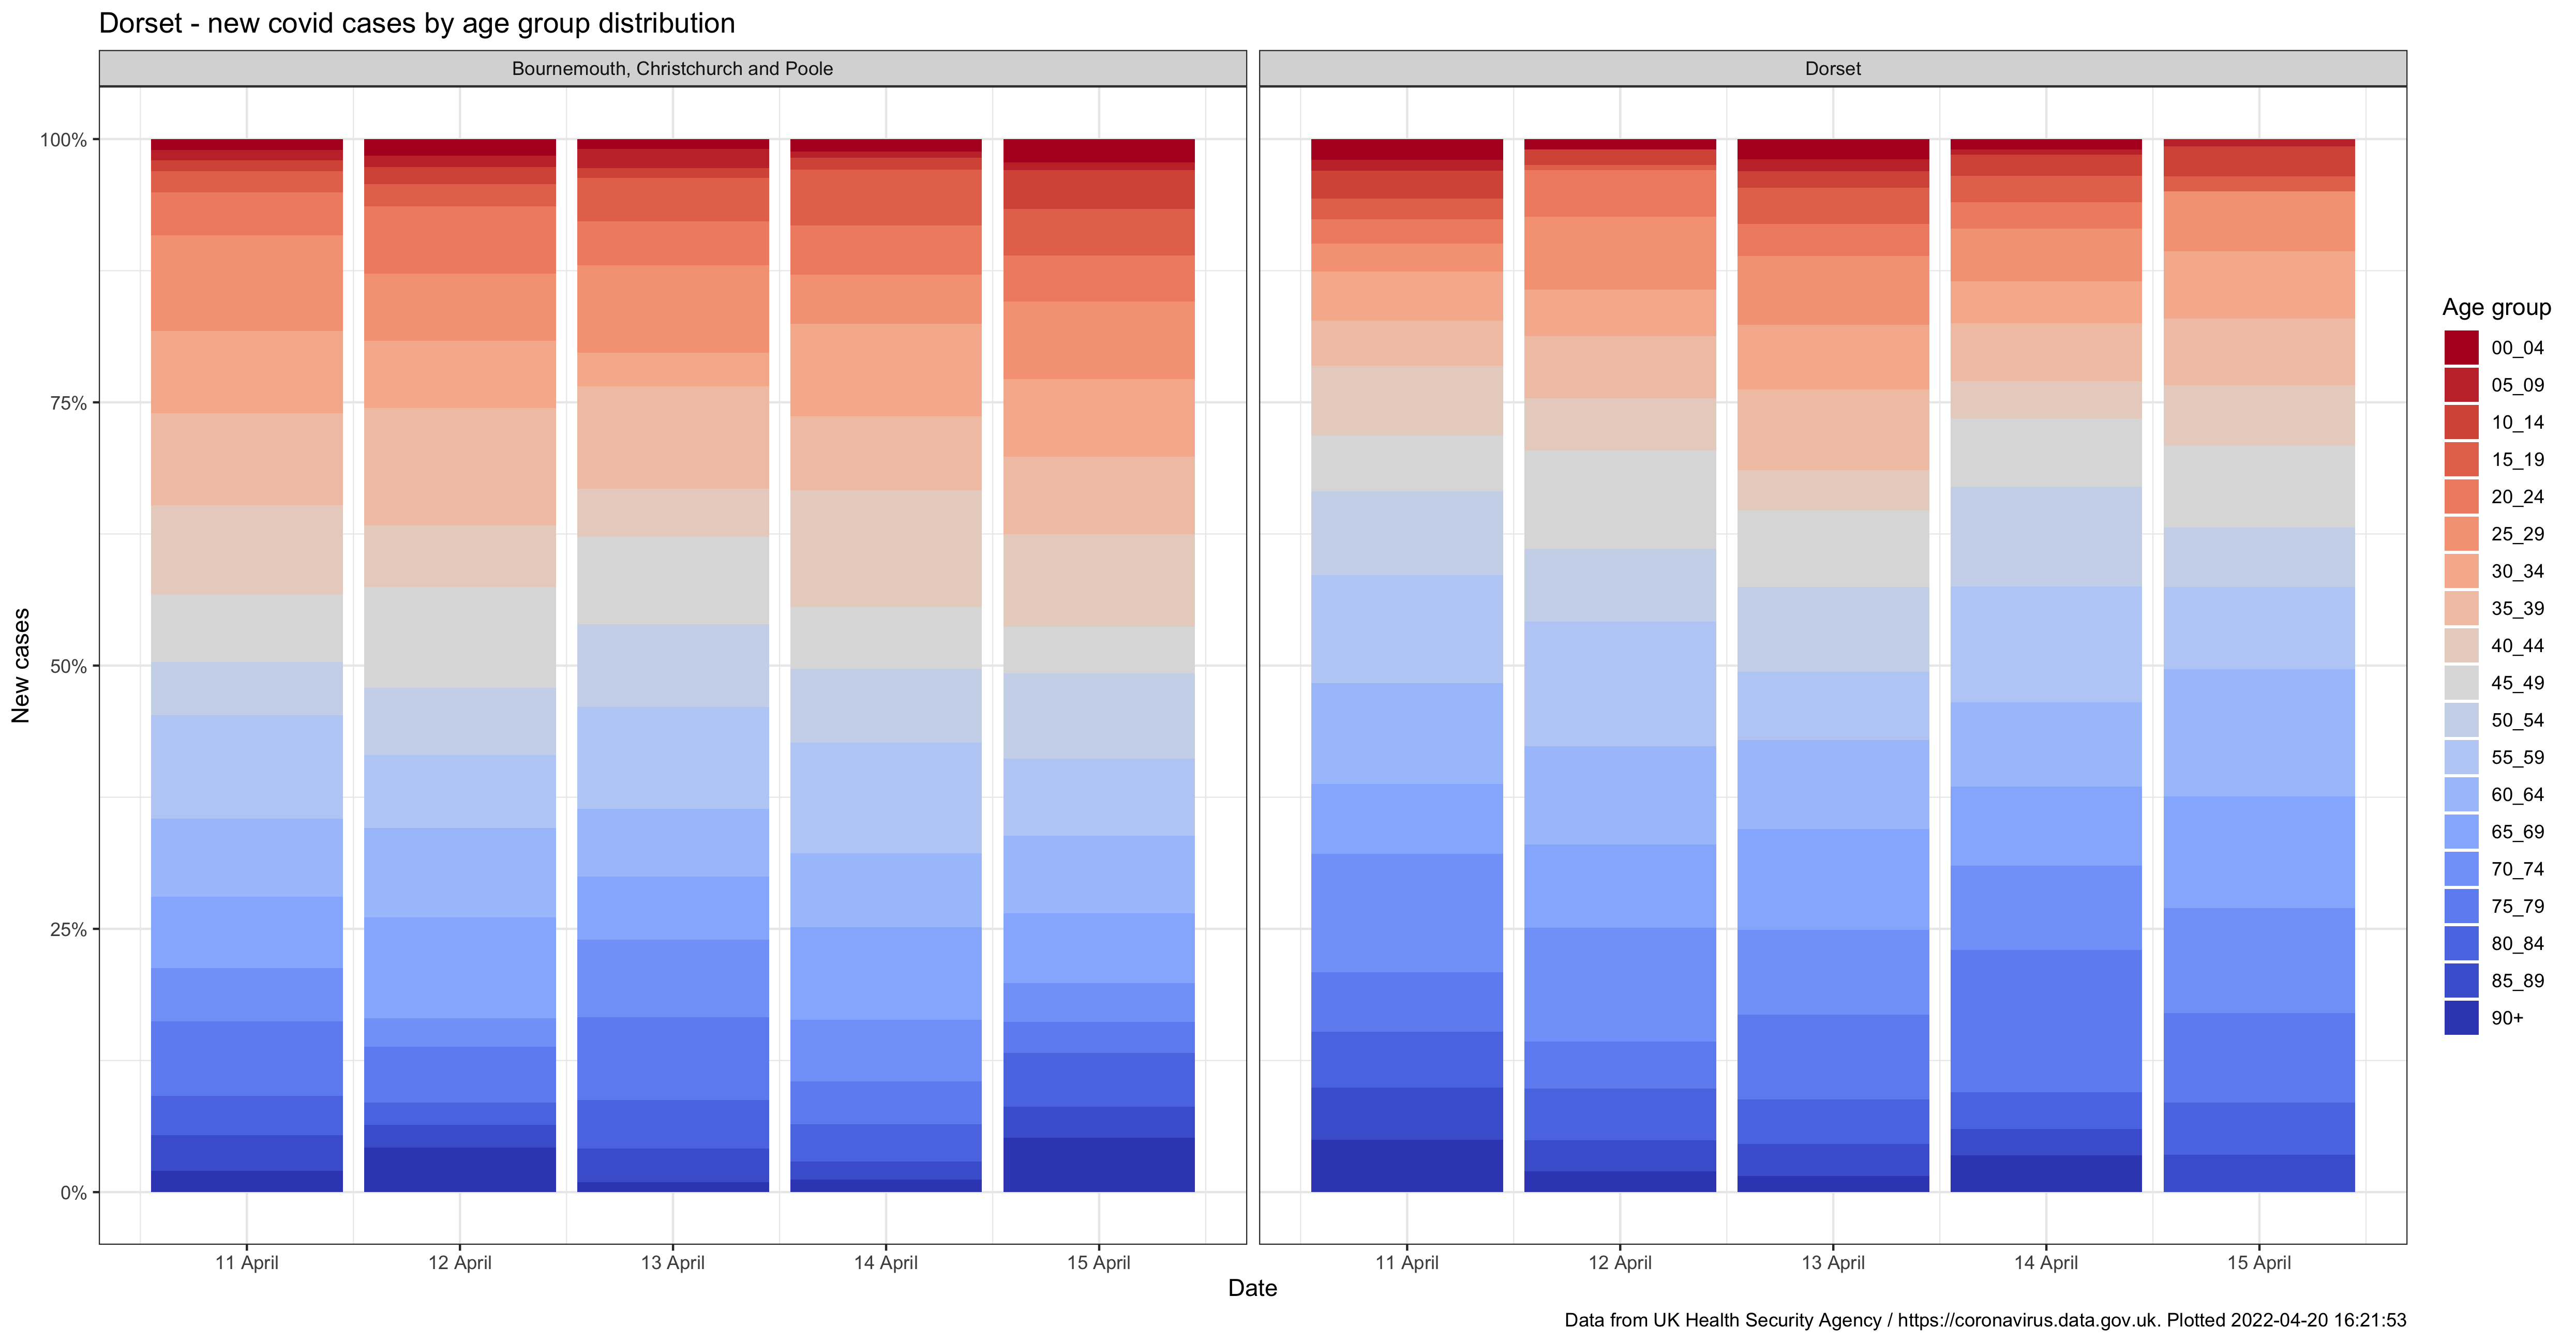 Dorset - new covid cases by age group distribution
Bournemouth, Christchurch and Poole
Dorset
100%
75%
50%
25%
0%
New cases
11 April
12 April
13 April
14 April
15 April
11 April
12 April
13 April
14 April
15 April
Date
Age group
00_04
05_09
10_14
15_19
20_24
25_29
30_34
35_39
40_44
45_49
50_54
55_59
60_64
65_69
70_74
75_79
80_84
85_89
90+
Data from UK Health Security Agency / https://coronavirus.data.gov.uk. Plotted 2022-04-20 16:21:53